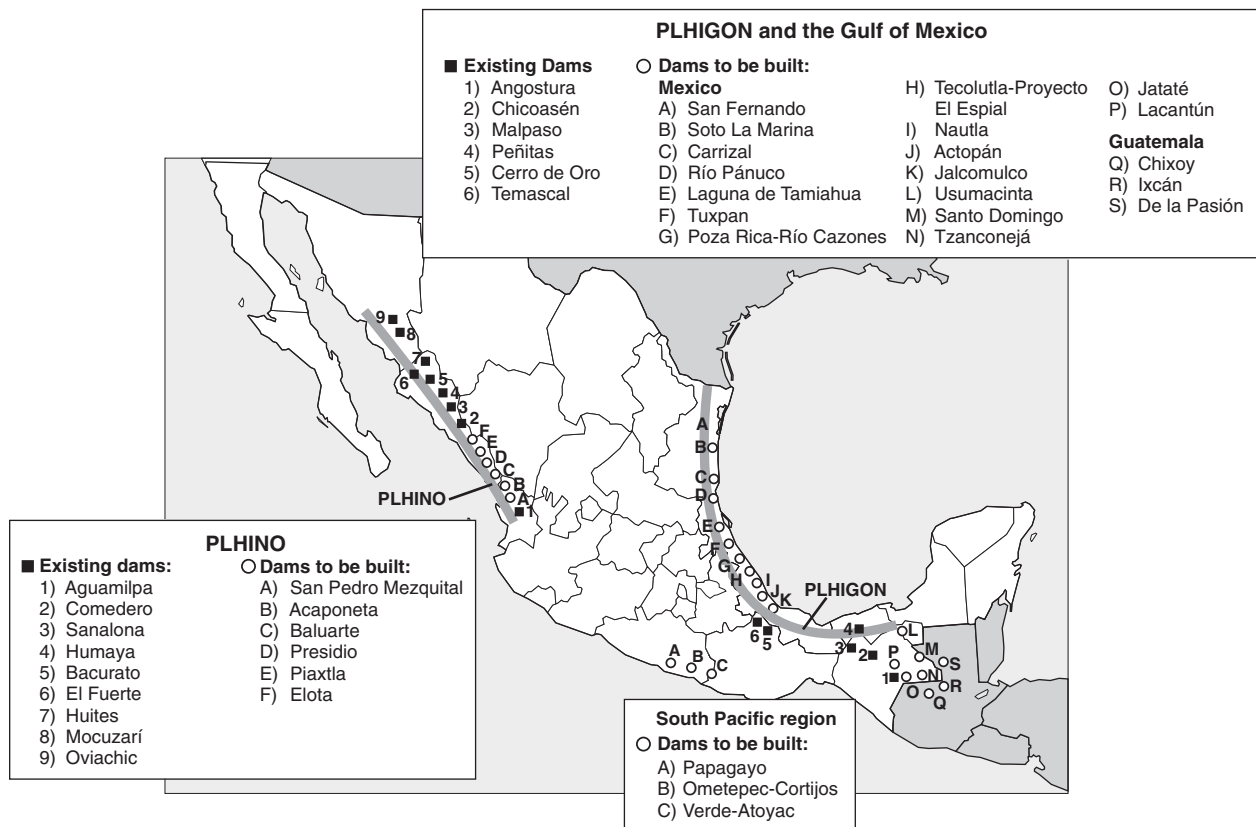 PLHIGON and the Gulf of Mexico
Existing Dams
1) Angostura
2) Chicoasén
3) Malpaso
4) Peñitas
5) Cerro de Oro
6) Temascal
Dams to be built:
Mexico
A) San Fernando
B) Soto La Marina
C) Carrizal
D) Río Pánuco
E) Laguna de Tamiahua
F) Tuxpan
G) Poza Rica-Río Cazones
H) Tecolutla-Proyecto
El Espial
I) Nautla
J) Actopán
K) Jalcomulco
L) Usumacinta
M) Santo Domingo
N) Tzanconejá
O) Jataté
P) Lacantún
Guatemala
Q) Chixoy
R) Ixcán
S) De la Pasión
9
8
7
6
5
4
3
2
F
E
D
C
B
A
1
PLHINO
A
B
C
D
E
F
G
H
I
J
K
PLHIGON
6
5
4
3
2
1
L
M
N
O
P
Q
R
S
A
B
C
PLHINO
Existing dams:
1) Aguamilpa
2) Comedero
3) Sanalona
4) Humaya
5) Bacurato
6) El Fuerte
7) Huites
8) Mocuzarí
9) Oviachic
Dams to be built:
A) San Pedro Mezquital
B) Acaponeta
C) Baluarte
D) Presidio
E) Piaxtla
F) Elota
South Pacific region
Dams to be built:
A) Papagayo
B) Ometepec-Cortijos
C) Verde-Atoyac